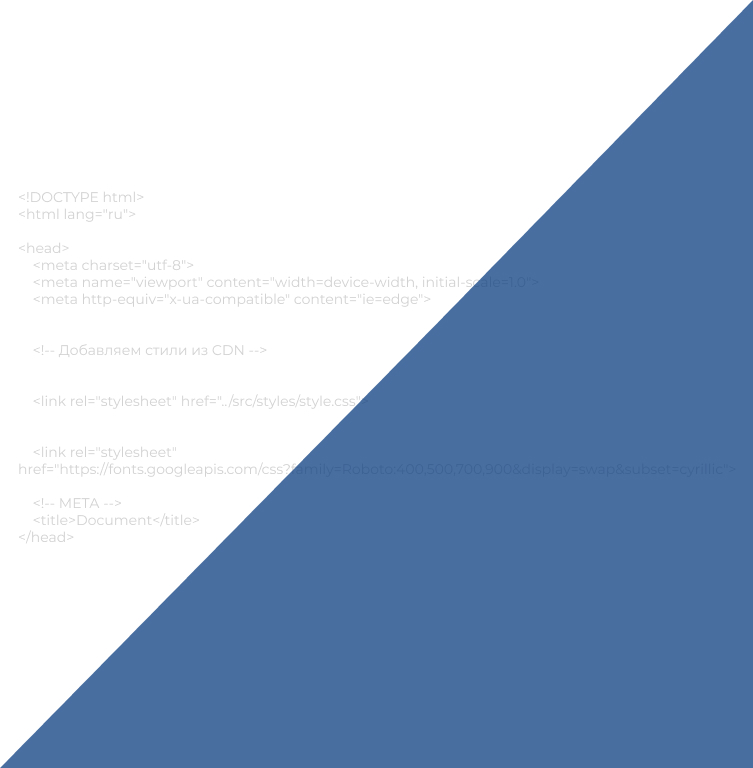 <!DOCTYPE html>
<html lang="ru">
<head>
<meta charset="utf-8">
<meta name="viewport" content="width=device-width, initial-scale=1.0">
<meta http-equiv="x-ua-compatible" content="ie=edge">
<!-- Добавляем стили из CDN -->
<link rel="stylesheet" href="../src/styles/style.css">
<link rel="stylesheet"
href="https://fonts.googleapis.com/css?family=Roboto:400,500,700,900&display=swap&subset=cyrillic">
<!-- META -->
<title>Document</title>
</head>